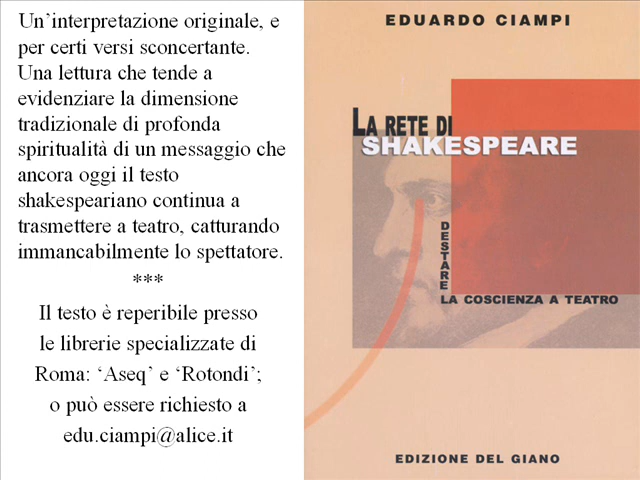 Un'interpretazione originale, e
per certi versi sconcertante.
Una lettura che tende a
evidenziare la dimensione
tradizionale di profonda
spiritualità di un messaggio che
ancora oggi il testo
shakespeariano continua a
trasmettere a teatro, catturando
immancabilmente lo spettatore.
***
Il testo è reperibile presso
le librerie specializzate di
Roma: ‘Aseq’ e ‘Rotondi’;
o può essere richiesto a
edu.ciampi@alice.it
EDUARDO CIAMPI
LA RETE DI
SHAKESPEARE
DESTARE
LA COSCIENZA A TEATRO
EDIZIONE DEL GIANO